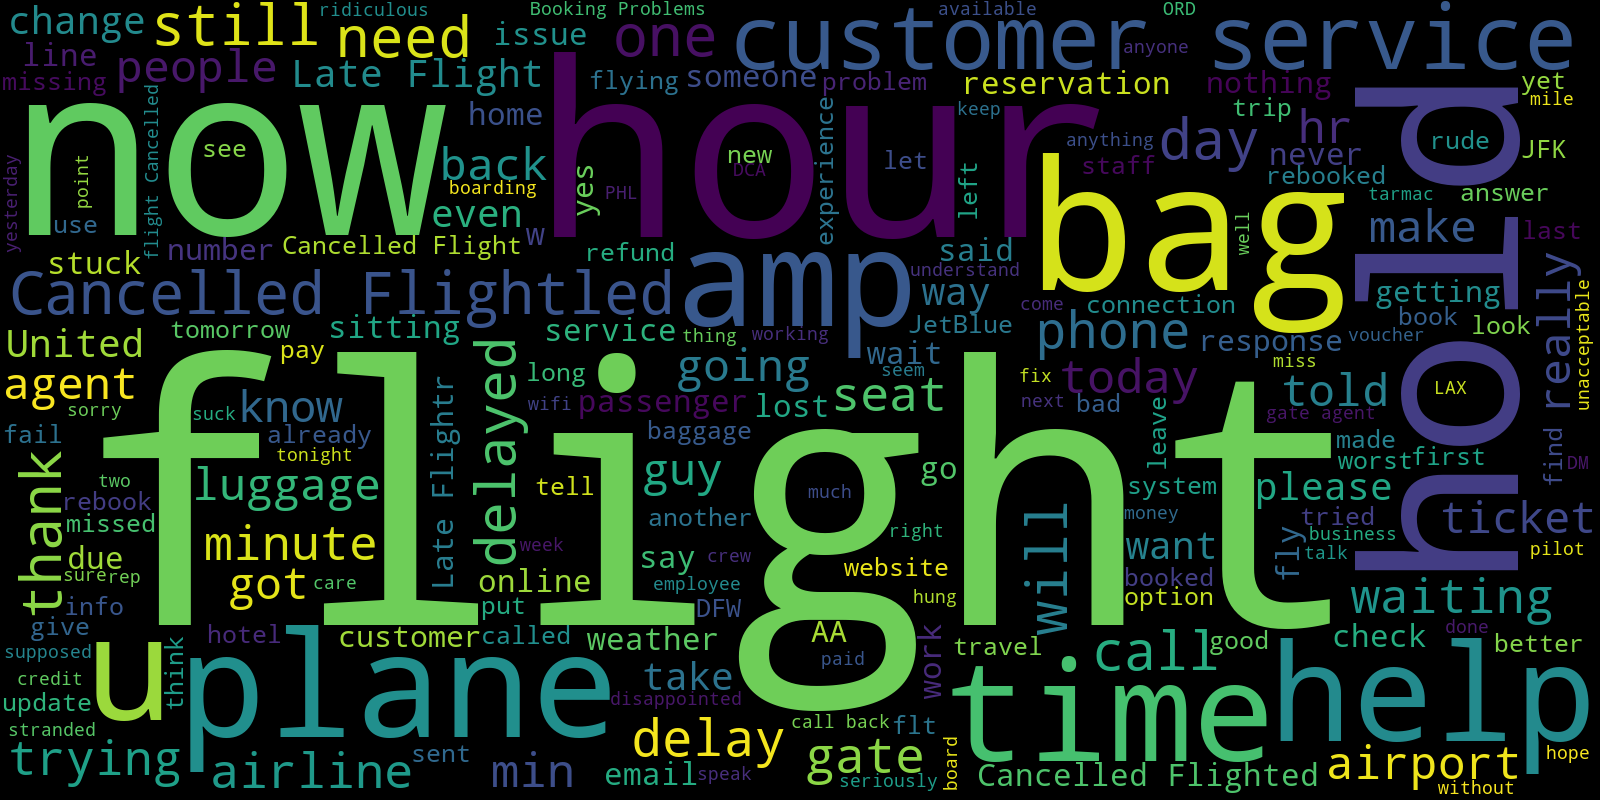 change
ridiculous
still
need
Booking Problems
issue
one
customer
available
anyone
ORD
service
line
missing
people
Late Flight
flying
someone
problem
reservation
nothing
trip
yet
mile
now
hour
home
keep
hold
flight Cancelled
see
back
boarding
yes
PHL
new
DCA
let
experience
left
bag
anything
staff
day
hr
never
rebooked
tarmac
rude
JFK
answer
yesterday
point
use
number
even
Cancelled Flight
W
refund
said
understand
well
make
last
stuck
Cancelled Flightled
amp
way
come
connection
getting
book
look
really
unacceptable
tomorrow
sitting
service
thing
working
JetBlue
phone
response
voucher
United
pay
delayed
long
going
wait
seem
fix
miss
agent
flight
wifi
passenger
lost
seat
next
bad
today
told
LAX
sorry
suck
know
Late Flightr
baggage
leave
gate agent
fail
already
tonight
made
worst
first
find
DM
thank
two
luggage
tell
guy
much
go
system
please
rebook
missed
another
right
money
want
tried
ticket
business
talk
fly
pilot
due
minute
week
say
crew
website
will
sure
rep
got
care
online
employee
hung
booked
option
waiting
info
put
DFW
give
hotel
customer
called
weather
AA
paid
work
travel
call
good
check
done
better
supposed
u
think
plane
take
time
help
credit
update
disappointed
stranded
delay
call back
flt
trying
airline
sent
min
email
speak
gate
seriously
board
Cancelled Flighted
airport
hope
without